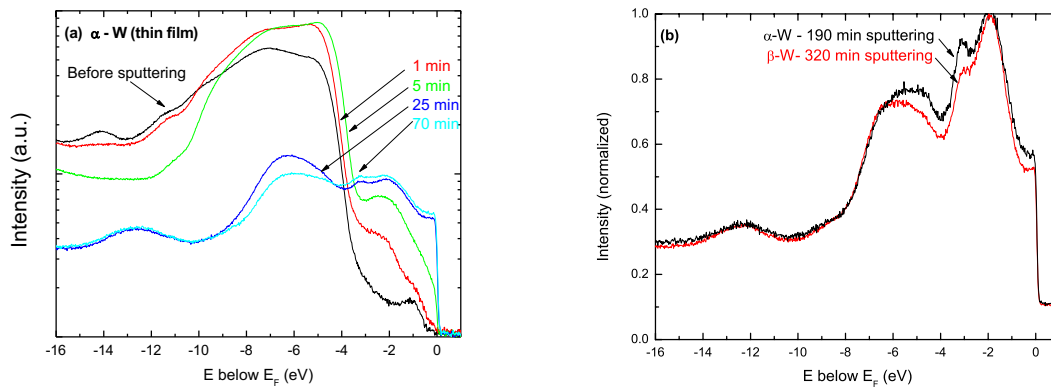 (a) α - W (thin film)
Before sputtering
1 min
5 min
25 min
70 min
Intensity (a.u.)
-16 -14 -12 -10 -8 -6 -4 -2 0
E below E_F (eV)
(b)
α-W - 190 min sputtering
β-W- 320 min sputtering
1.0
0.8
0.6
0.4
0.2
0.0
Intensity (normalized)
-16 -14 -12 -10 -8 -6 -4 -2 0
E below E_F (eV)